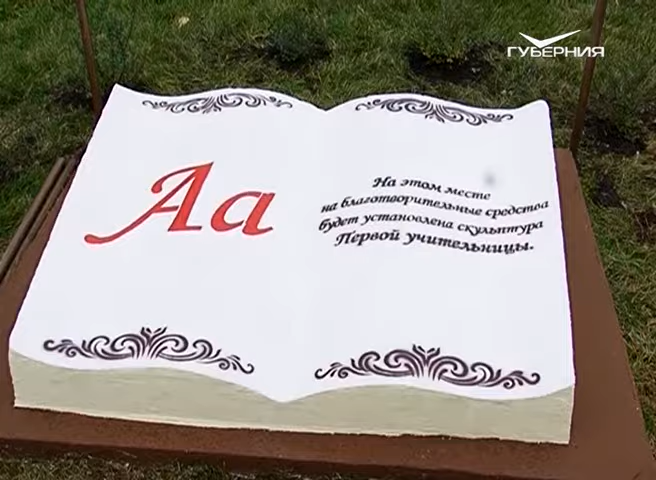 ГУБЕРНИЯ
Аа
На этом месте
на благотворительные средства
будет установлена скульптура
Первой учительницы.